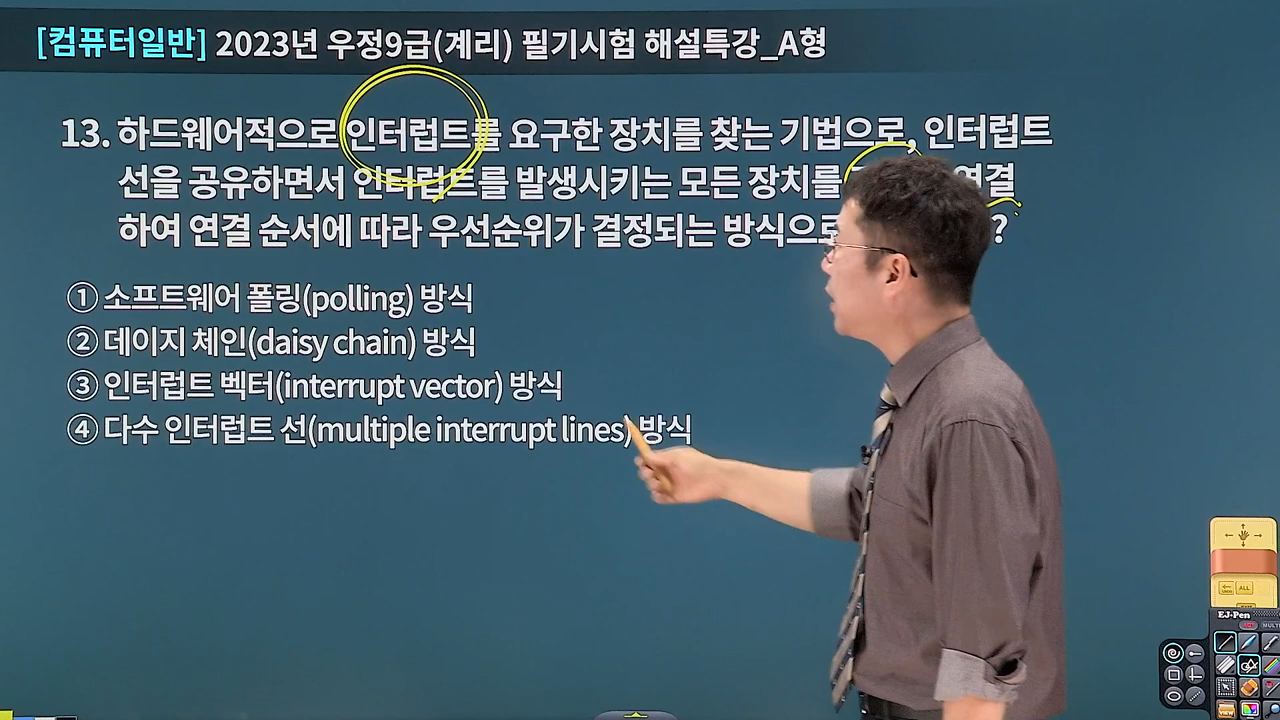 [컴퓨터일반] 2023년 우정9급(계리) 필기시험 해설특강_A형
13. 하드웨어적으로 인터럽트를 요구한 장치를 찾는 기법으로, 인터럽트
선을 공유하면서 인터럽트를 발생시키는 모든 장치를 연결
하여 연결 순서에 따라 우선순위가 결정되는 방식으로 ?
① 소프트웨어 폴링(polling) 방식
② 데이지 체인(daisy chain) 방식
③ 인터럽트 벡터(interrupt vector) 방식
④ 다수 인터럽트 선(multiple interrupt lines) 방식
ALL
EJ-Pen